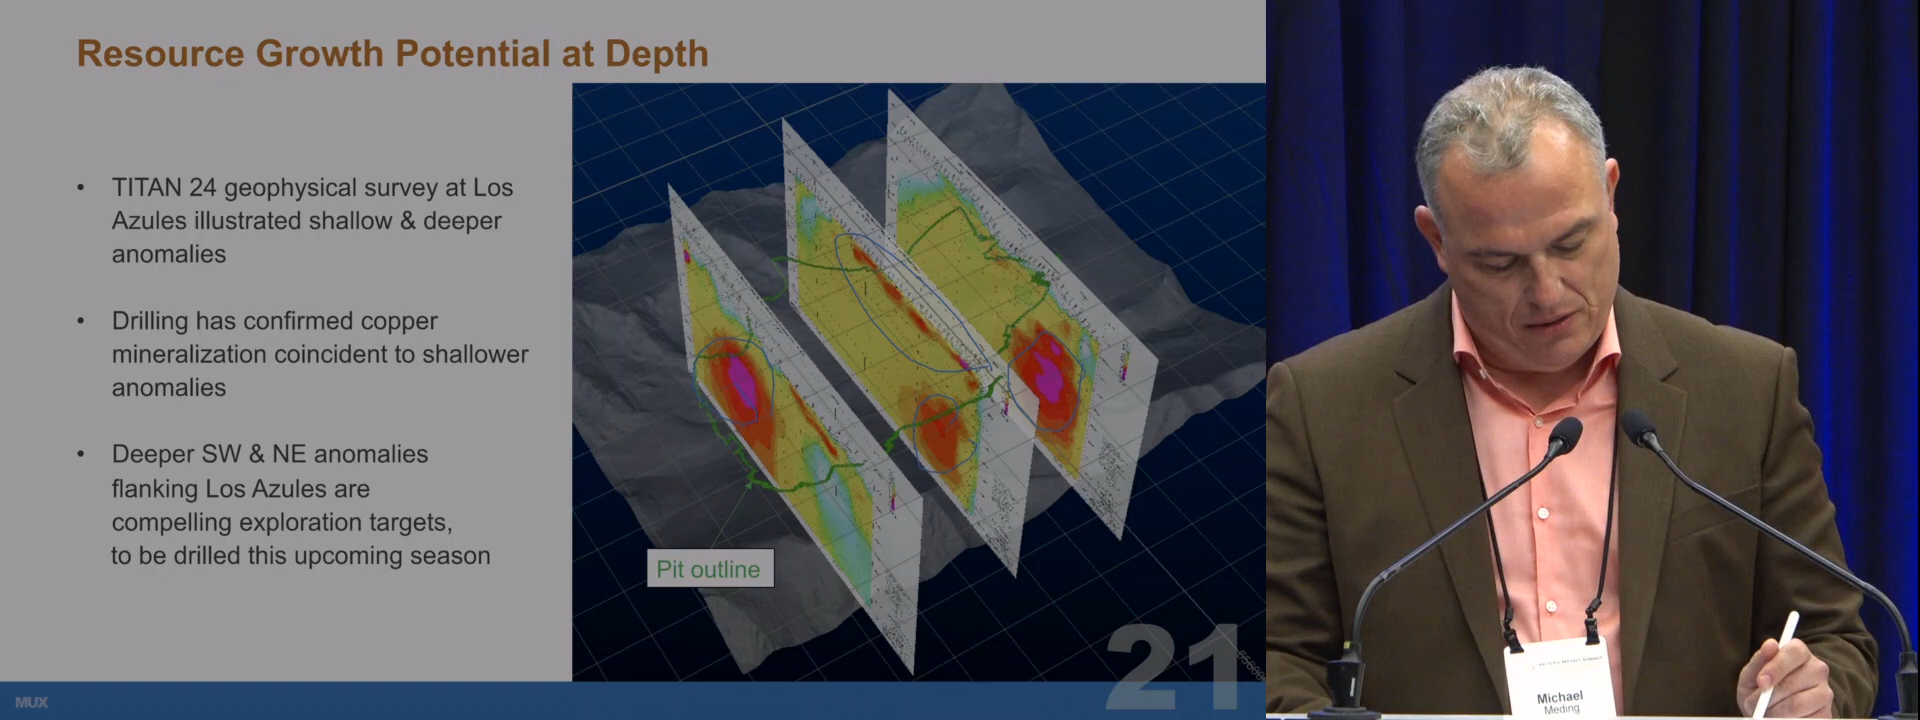 Resource Growth Potential at Depth
• TITAN 24 geophysical survey at Los
Azules illustrated shallow & deeper
anomalies
• Drilling has confirmed copper
mineralization coincident to shallower
anomalies
• Deeper SW & NE anomalies
flanking Los Azules are
compelling exploration targets,
to be drilled this upcoming season
Pit outline
21
MUX
Michael
Meding